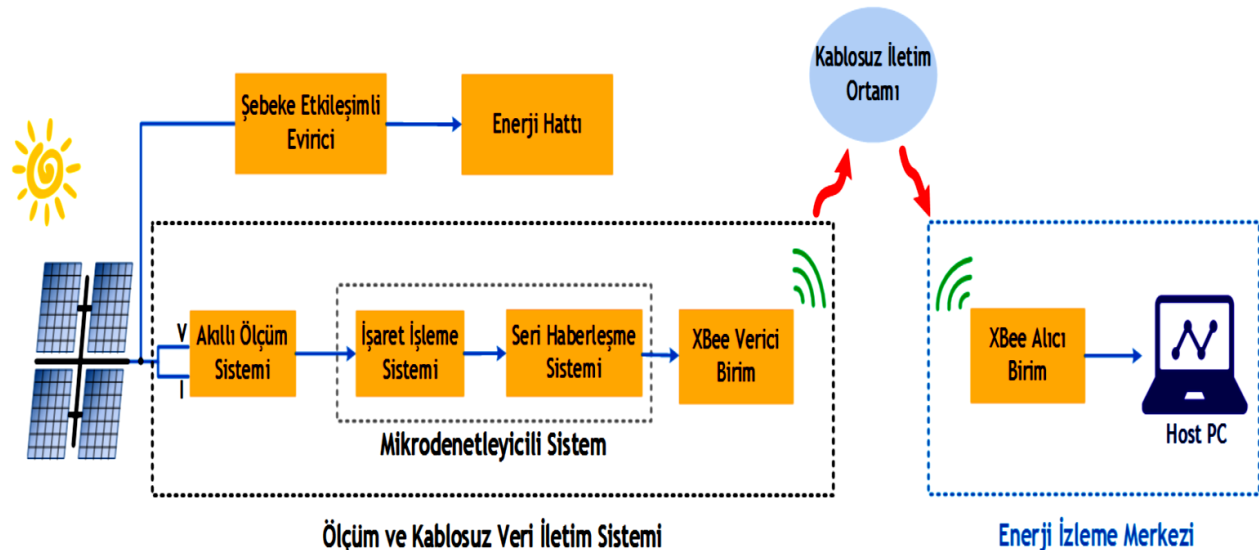 Kablosuz İletim
Ortamı
Şebeke Etkileşimli
Evirici
Enerji Hattı
V
I
Akıllı Ölçüm
Sistemi
İşaret İşleme
Sistemi
Seri Haberleşme
Sistemi
XBee Verici
Birim
Mikrodenetleyicili Sistem
XBee Alıcı
Birim
Host PC
Ölçüm ve Kablosuz Veri İletim Sistemi
Enerji İzleme Merkezi